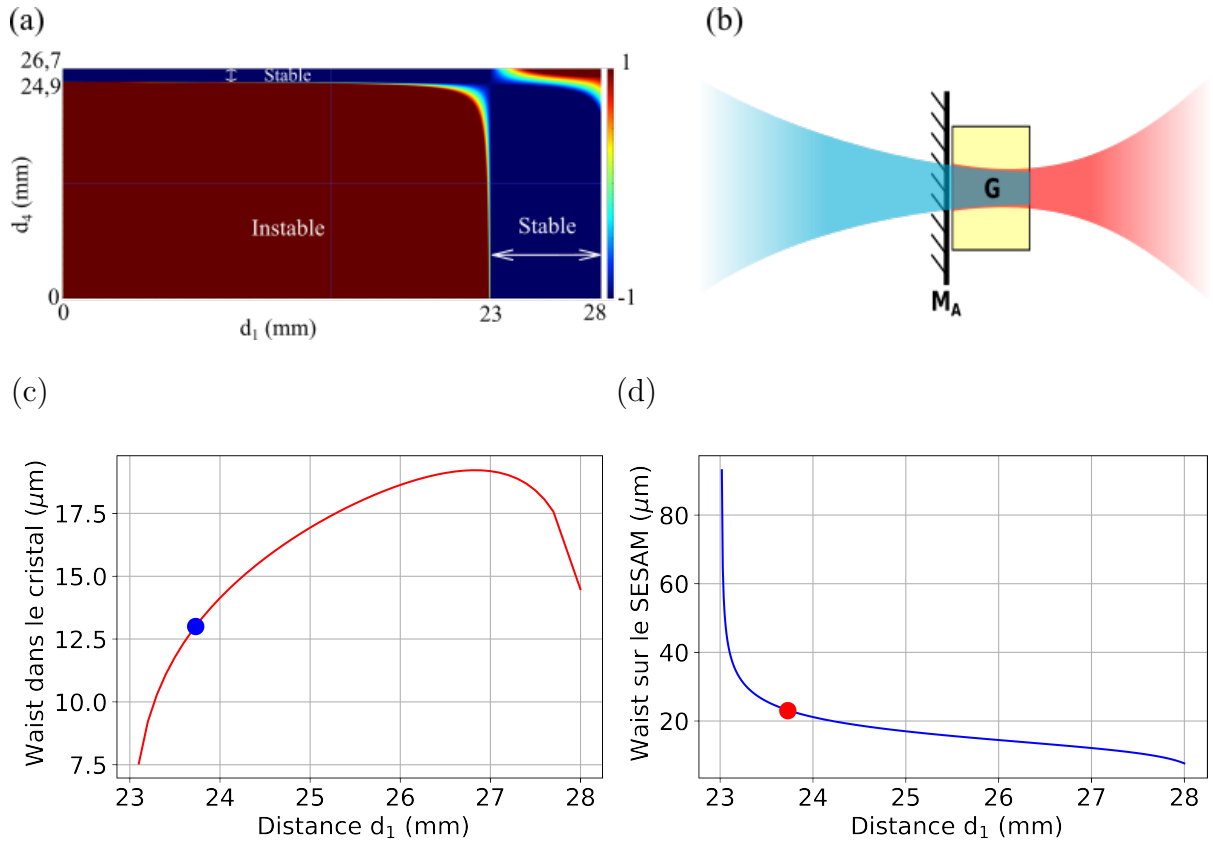 (a)
26,7
24,9
Stable
1
d4 (mm)
Instable
Stable
0
-1
0
23
28
d1 (mm)
(b)
G
MA
(c)
Waist dans le cristal (μm)
17.5
15.0
12.5
10.0
7.5
23 24 25 26 27 28
Distance d1 (mm)
(d)
Waist sur le SESAM (μm)
80
60
40
20
23 24 25 26 27 28
Distance d1 (mm)